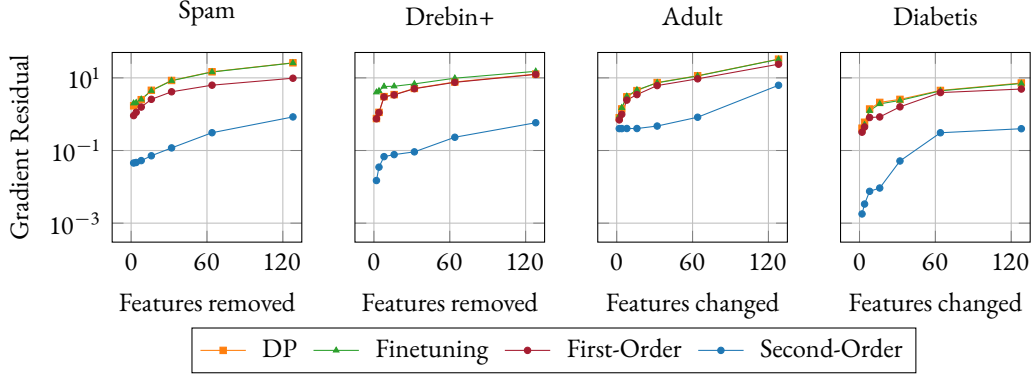 Spam Drebin+ Adult Diabetis
Gradient Residual
10^1
10^−1
10^−3
0 60 120 0 60 120 0 60 120 0 60 120
Features removed Features removed Features changed Features changed
DP Finetuning First-Order Second-Order